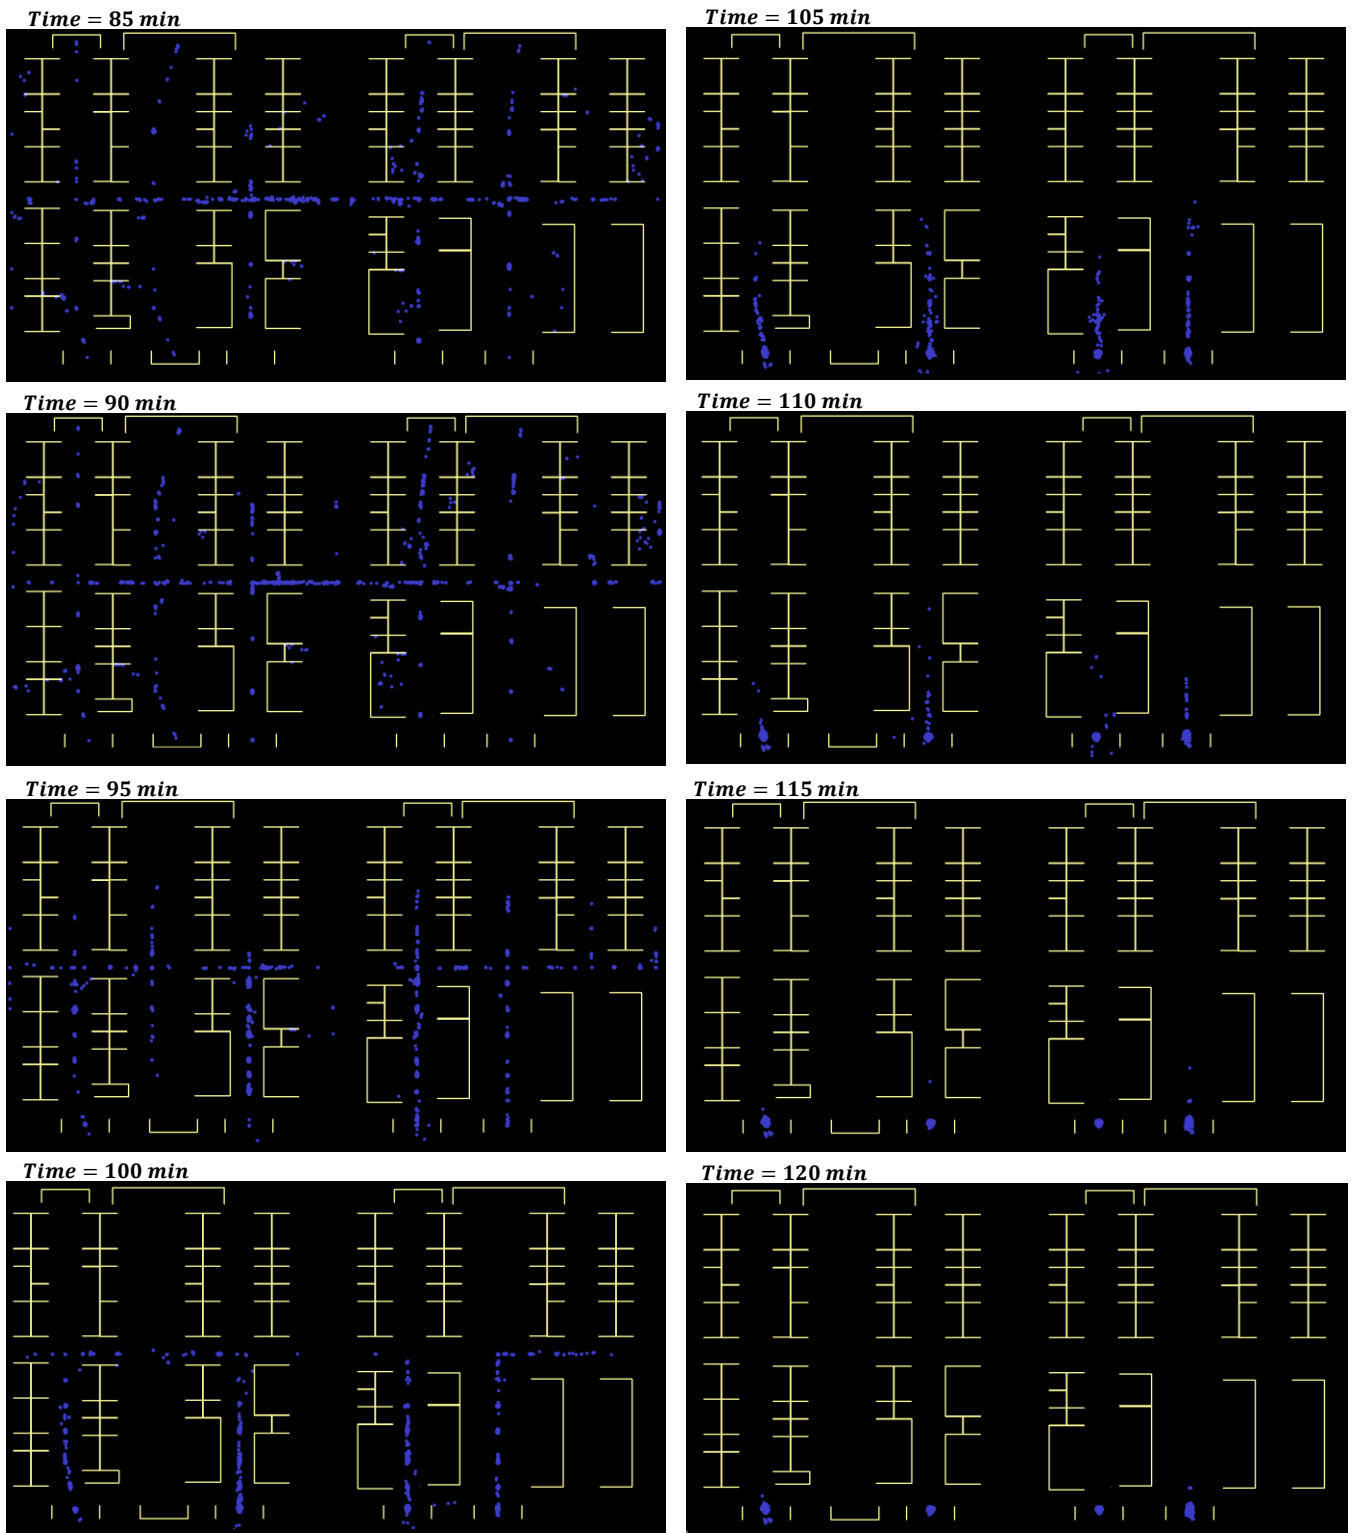 Time = 85 min
Time = 90 min
Time = 95 min
Time = 100 min
Time = 105 min
Time = 110 min
Time = 115 min
Time = 120 min